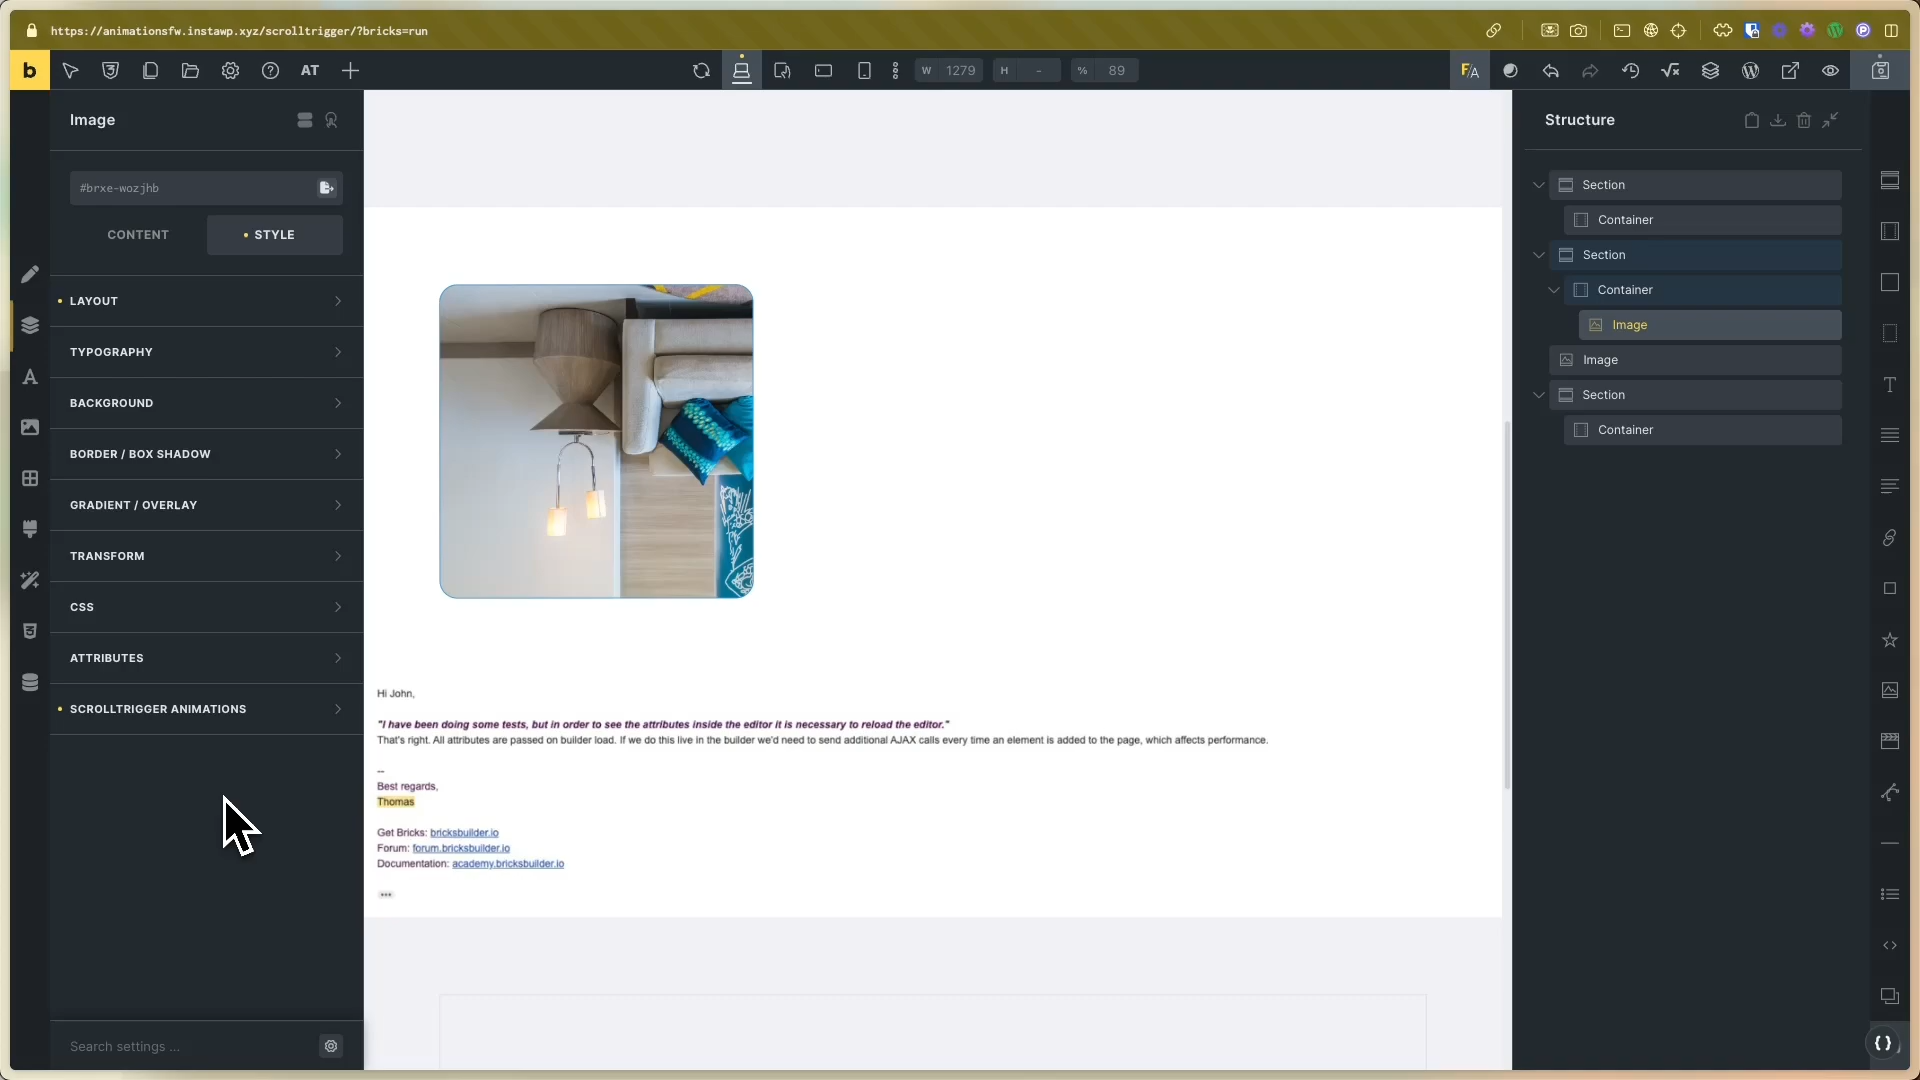 https://animationsfw.instawp.xyz/scrolltrigger/?bricks=run
b
AT
W 1279
H -
% 89
F/A
Image
#brxe-wozjhb
CONTENT
STYLE
LAYOUT
TYPOGRAPHY
BACKGROUND
BORDER / BOX SHADOW
GRADIENT / OVERLAY
TRANSFORM
CSS
ATTRIBUTES
SCROLLTRIGGER ANIMATIONS
Search settings ...
Hi John,
"I have been doing some tests, but in order to see the attributes inside the editor it is necessary to reload the editor."
That's right. All attributes are passed on builder load. If we do this live in the builder we'd need to send additional AJAX calls every time an element is added to the page, which affects performance.
--
Best regards,
Thomas
Get Bricks: bricksbuilder.io
Forum: forum.bricksbuilder.io
Documentation: academy.bricksbuilder.io
•••
Structure
Section
Container
Section
Container
Image
Image
Section
Container